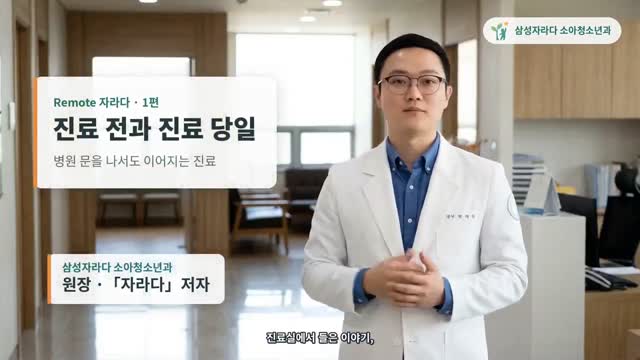 삼성자라다 소아청소년과
Remote 자라다 · 1편
진료 전과 진료 당일
병원 문을 나서도 이어지는 진료
삼성자라다 소아청소년과
원장 · 「자라다」 저자
진료실에서 들은 이야기,